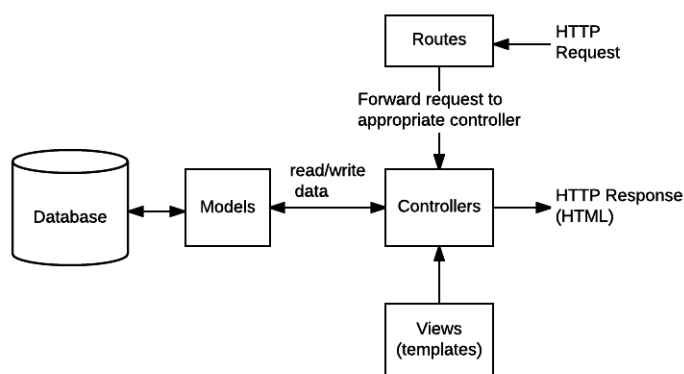 Routes
HTTP
Request
Forward request to
appropriate controller
read/write
data
Database
Models
Controllers
HTTP Response
(HTML)
Views
(templates)